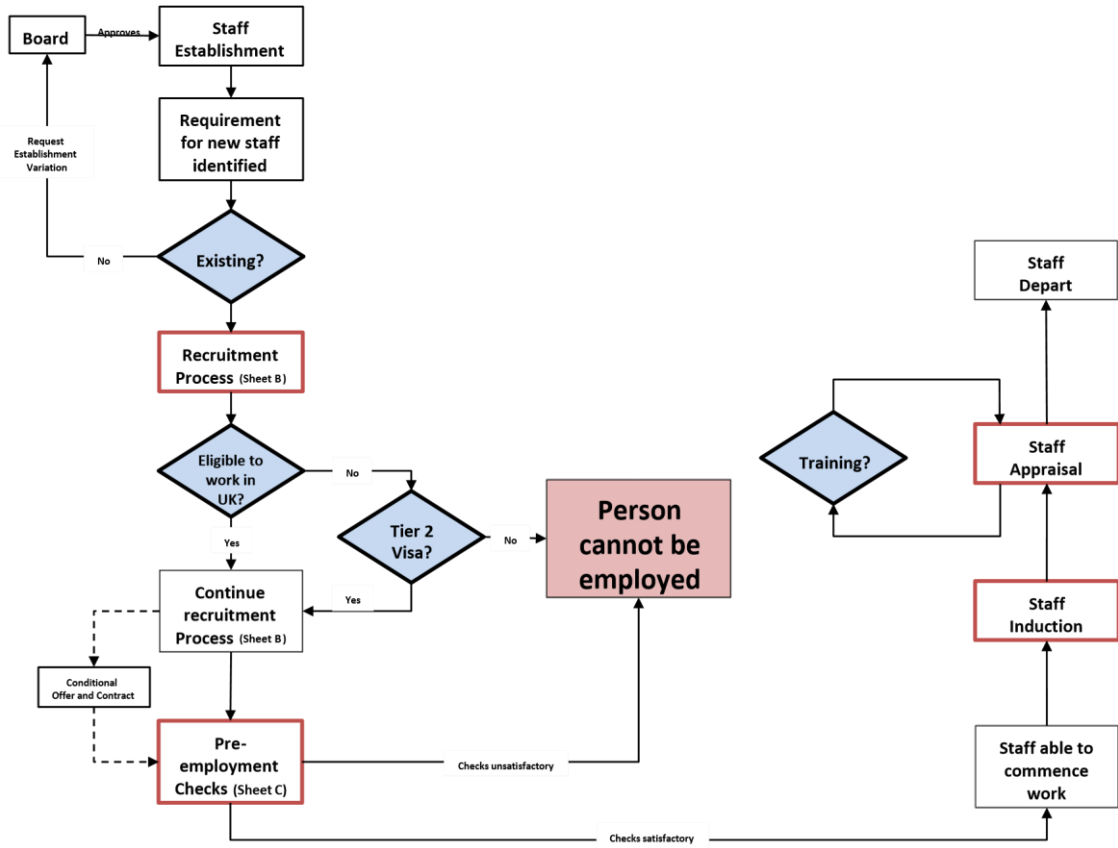 Board
Approves
Staff
Establishment
Requirement
for new staff
identified
Request
Establishment
Variation
No
Existing?
Recruitment
Process (Sheet B)
Eligible to
work in
UK?
No
Tier 2
Visa?
No
Person
cannot be
employed
Yes
Yes
Continue
recruitment
Process (Sheet B)
Conditional
Offer and Contract
Pre-
employment
Checks (Sheet C)
Checks unsatisfactory
Checks satisfactory
Staff
Depart
Training?
Staff
Appraisal
Staff
Induction
Staff able to
commence
work